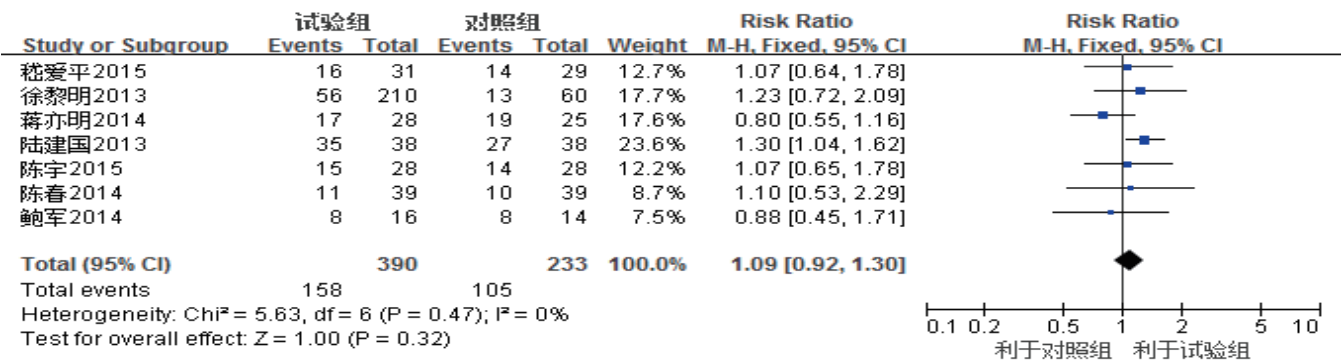 试验组 对照组 Risk Ratio Risk Ratio
Study or Subgroup Events Total Events Total Weight M-H, Fixed, 95% CI M-H, Fixed, 95% CI
嵇爱平2015 16 31 14 29 12.7% 1.07 [0.64, 1.78]
徐黎明2013 56 210 13 60 17.7% 1.23 [0.72, 2.09]
蒋亦明2014 17 28 19 25 17.6% 0.80 [0.55, 1.16]
陆建国2013 35 38 27 38 23.6% 1.30 [1.04, 1.62]
陈宇2015 15 28 14 28 12.2% 1.07 [0.65, 1.78]
陈春2014 11 39 10 39 8.7% 1.10 [0.53, 2.29]
鲍军2014 8 16 8 14 7.5% 0.88 [0.45, 1.71]
Total (95% CI) 390 233 100.0% 1.09 [0.92, 1.30]
Total events 158 105
Heterogeneity: Chi² = 5.63, df = 6 (P = 0.47); I² = 0%
Test for overall effect: Z = 1.00 (P = 0.32)
0.1 0.2 0.5 1 2 5 10
利于对照组 利于试验组